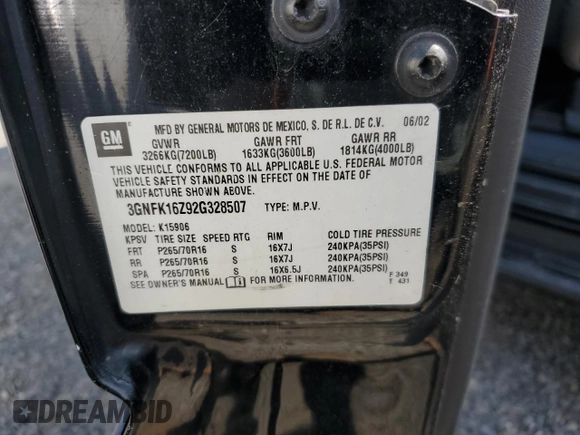 GM
MFD BY GENERAL MOTORS DE MEXICO, S. DE R.L. DE C.V. 06/02
GVWR GAWR FRT GAWR RR
3266KG(7200LB) 1633KG(3600LB) 1814KG(4000LB)
THIS VEHICLE CONFORMS TO ALL APPLICABLE U.S. FEDERAL MOTOR
VEHICLE SAFETY STANDARDS IN EFFECT ON THE DATE OF
MANUFACTURE SHOWN ABOVE.
3GNFK16Z92G328507 TYPE: M.P.V.
MODEL: K15906
KPSV TIRE SIZE SPEED RTG RIM COLD TIRE PRESSURE
FRT P265/70R16 S 16X7J 240KPA(35PSI)
RR P265/70R16 S 16X7J 240KPA(35PSI)
SPA P265/70R16 S 16X6.5J 240KPA(35PSI)
SEE OWNER'S MANUAL FOR MORE INFORMATION.
F 349
T 431
DREAMBID